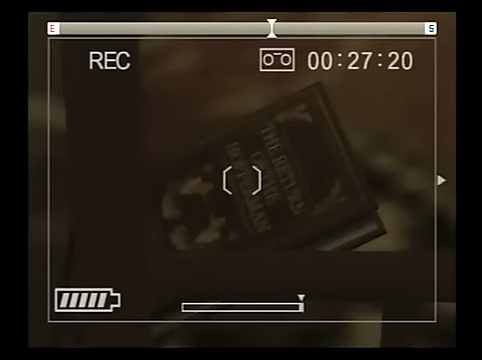 E S
REC 00:27:20
THE RETURN
OF THE